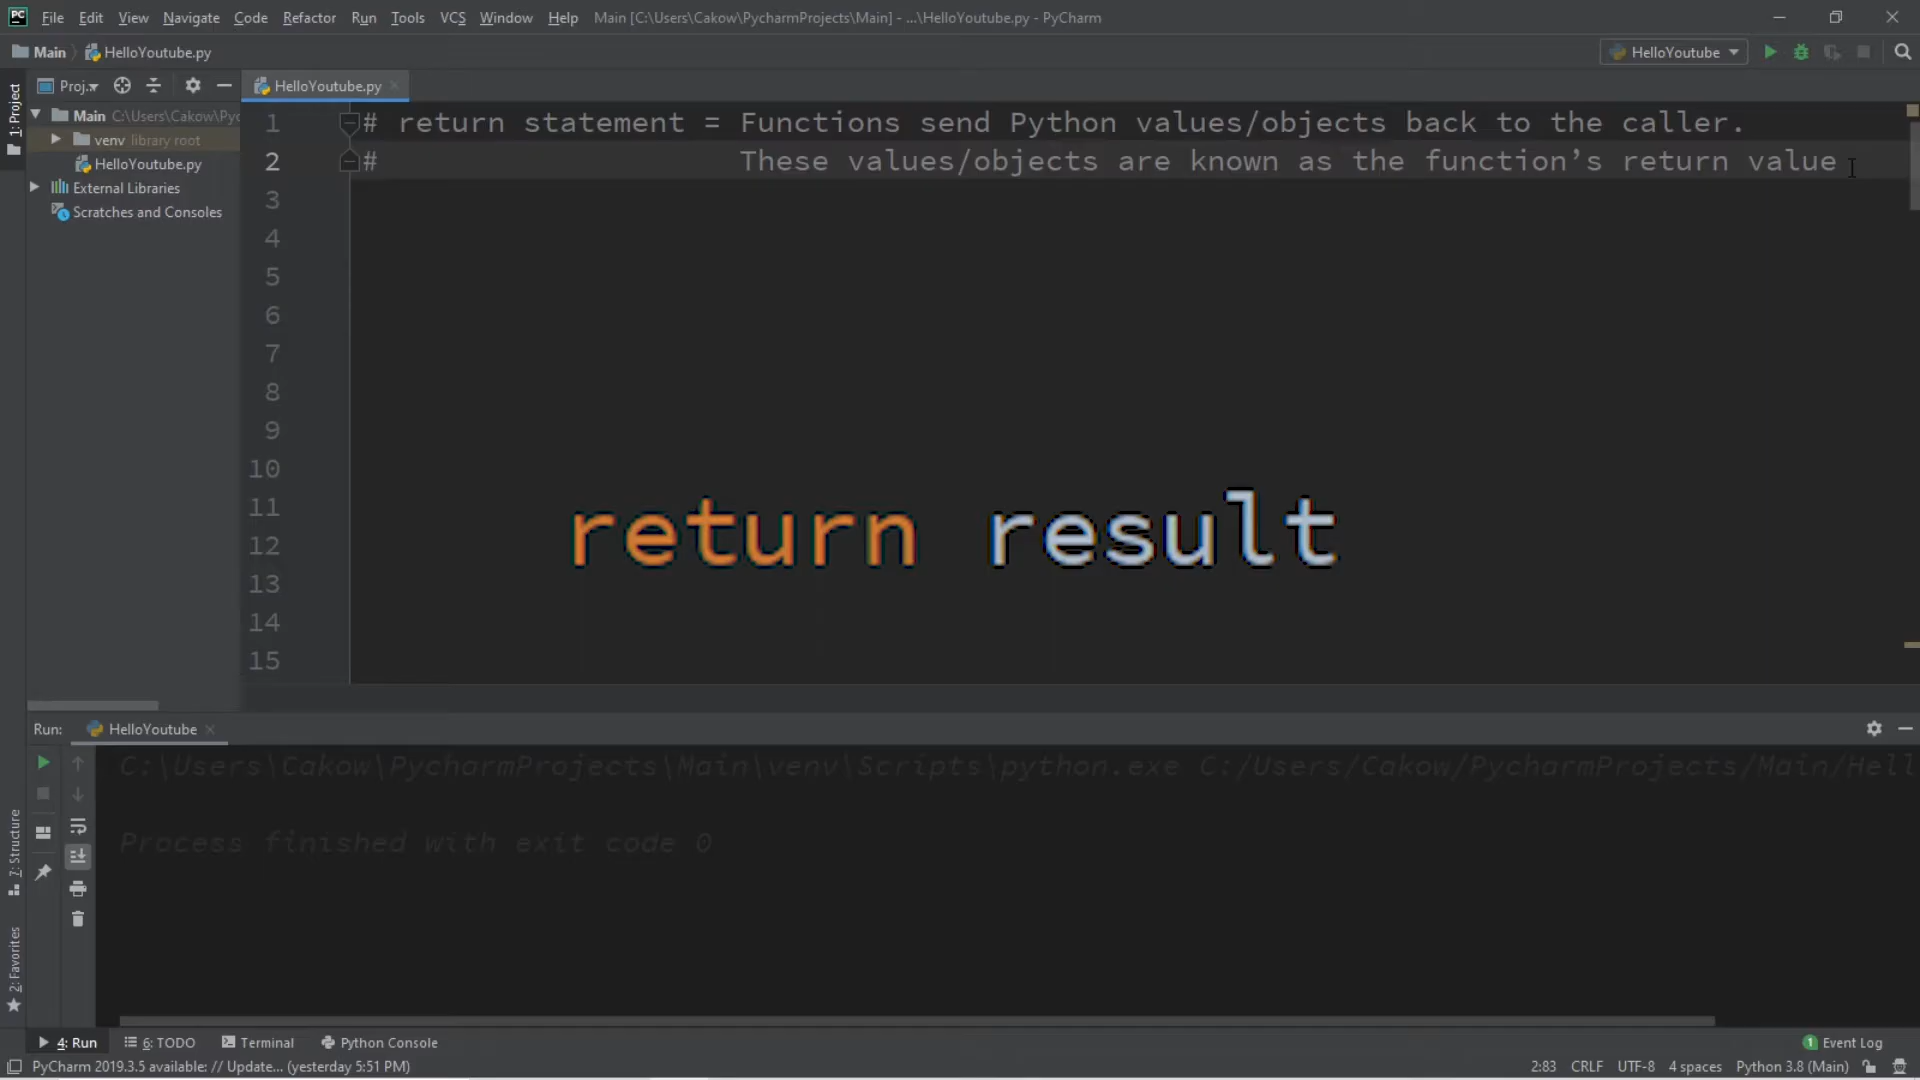 PC File Edit View Navigate Code Refactor Run Tools VCS Window Help Main [C:\Users\Cakow\PycharmProjects\Main] - ...\HelloYoutube.py - PyCharm
Main HelloYoutube.py HelloYoutube
Proj... HelloYoutube.py
1: Project
Main C:\Users\Cakow\Pyc
venv library root
HelloYoutube.py
External Libraries
Scratches and Consoles
1 # return statement = Functions send Python values/objects back to the caller.
2 # These values/objects are known as the function’s return value
3
4
5
6
7
8
9
10
11
12
13
14
15
return result
Run: HelloYoutube
C:\Users\Cakow\PycharmProjects\Main\venv\Scripts\python.exe C:/Users/Cakow/PycharmProjects/Main/Hell
Process finished with exit code 0
7: Structure
2: Favorites
4: Run 6: TODO Terminal Python Console 1 Event Log
PyCharm 2019.3.5 available: // Update... (yesterday 5:51 PM) 2:83 CRLF UTF-8 4 spaces Python 3.8 (Main)